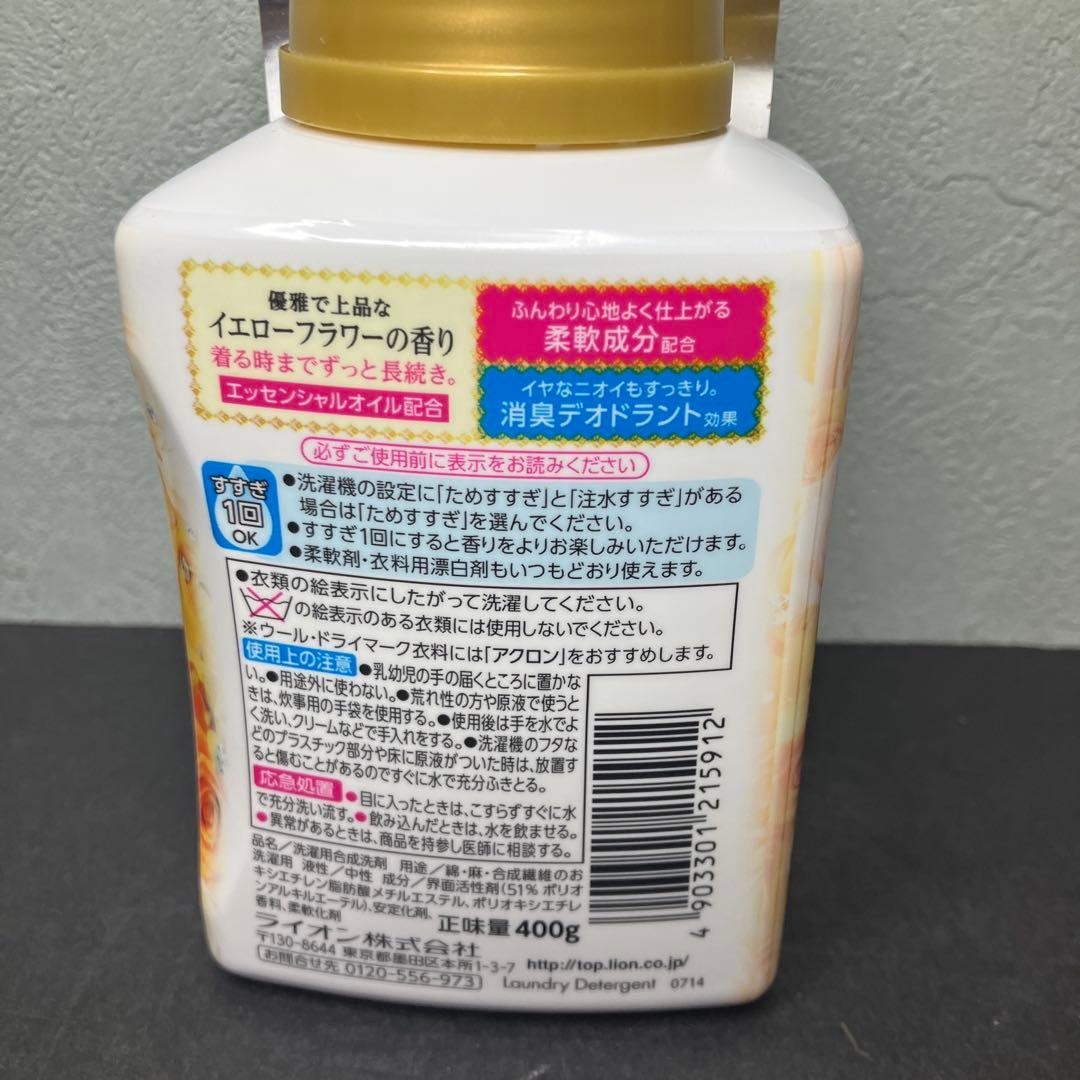 優雅で上品な
イエローフラワーの香り
着る時までずっと長続き。
エッセンシャルオイル配合
ふんわり心地よく仕上がる
柔軟成分配合
イヤなニオイもすっきり。
消臭デオドラント効果
必ずご使用前に表示をお読みください
すすぎ
1回
OK
●洗濯機の設定に「ためすすぎ」と「注水すすぎ」がある
場合は「ためすすぎ」を選んでください。
●すすぎ1回にすると香りをよりお楽しみいただけます。
●柔軟剤・衣料用漂白剤もいつもどおり使えます。
●衣類の絵表示にしたがって洗濯してください。
の絵表示のある衣類には使用しないでください。
※ウール・ドライマーク衣料には「アクロン」をおすすめします。
使用上の注意 ●乳幼児の手の届くところに置かな
い。●用途外に使わない。●荒れ性の方や原液で使うと
きは、炊事用の手袋を使用する。●使用後は手を水でよ
く洗い、クリームなどで手入れをする。●洗濯機のフタな
どのプラスチック部分や床に原液がついた時は、放置す
ると傷むことがあるのですぐに水で充分ふきとる。
応急処置 ●目に入ったときは、こすらずすぐに水
で充分洗い流す。●飲み込んだときは、水を飲ませる。
●異常があるときは、商品を持参し医師に相談する。
品名／洗濯用合成洗剤 用途／綿・麻・合成繊維のお
洗濯用 液性／中性 成分／界面活性剤(51% ポリオ
キシエチレン脂肪酸メチルエステル、ポリオキシエチレ
ンアルキルエーテル)、安定化剤、
香料、柔軟化剤
正味量 400g
ライオン株式会社
〒130-8644 東京都墨田区本所1-3-7
お問合せ先 0120-556-973
http://top.lion.co.jp/
Laundry Detergent 0714
4 903301 215912